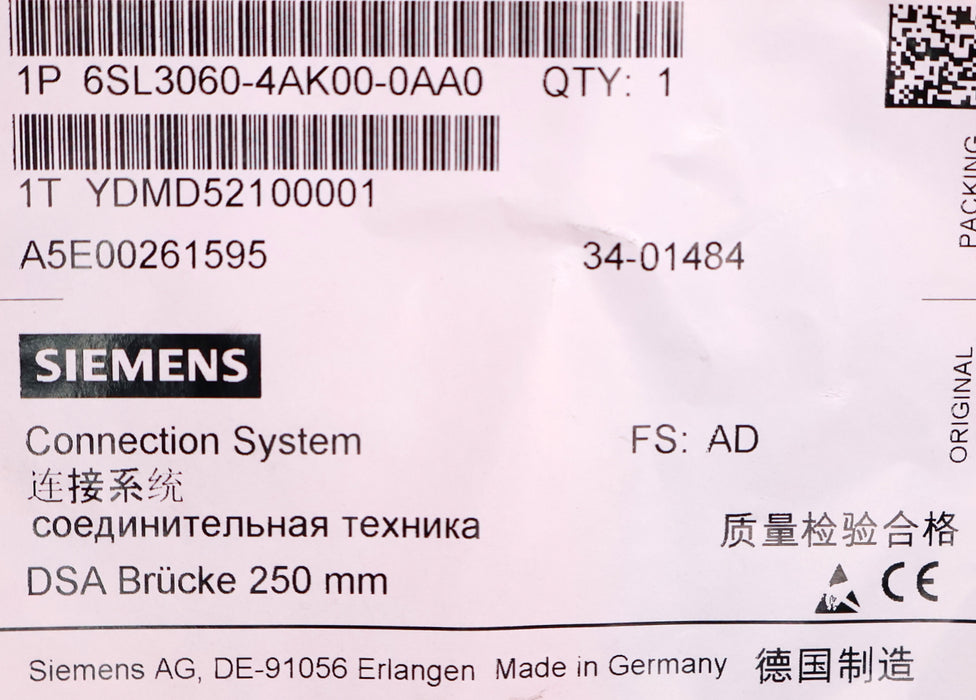 1P 6SL3060-4AK00-0AA0 QTY: 1
1T YDMD52100001
A5E00261595 34-01484
PACKING
SIEMENS
ORIGINAL
Connection System FS: AD
连接系统
соединительная техника 质量检验合格
DSA Brücke 250 mm CE
Siemens AG, DE-91056 Erlangen Made in Germany 德国制造